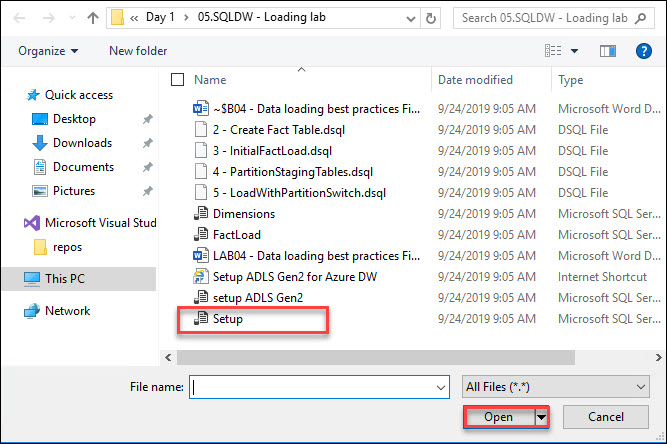 Day 1 > 05.SQLDW - Loading lab
Search 05.SQLDW - Loading lab
Organize
New folder
Name
Date modified
Type
Quick access
Desktop
Downloads
Documents
Pictures
Microsoft Visual Stud
repos
This PC
Network
~$B04 - Data loading best practices Fi... 9/24/2019 9:05 AM Microsoft Word D...
2 - Create Fact Table.dsql 9/24/2019 9:05 AM DSQL File
3 - InitialFactLoad.dsql 9/24/2019 9:05 AM DSQL File
4 - PartitionStagingTables.dsql 9/24/2019 9:05 AM DSQL File
5 - LoadWithPartitionSwitch.dsql 9/24/2019 9:05 AM DSQL File
Dimensions 9/24/2019 9:05 AM Microsoft SQL Ser
FactLoad 9/24/2019 9:05 AM Microsoft SQL Ser
LAB04 - Data loading best practices Fi... 9/24/2019 9:05 AM Microsoft Word D...
Setup ADLS Gen2 for Azure DW 9/24/2019 9:05 AM Internet Shortcut
setup ADLS Gen2 9/24/2019 9:05 AM Microsoft SQL Ser
Setup 9/24/2019 9:05 AM Microsoft SQL Ser
File name:
All Files (*.*)
Open
Cancel